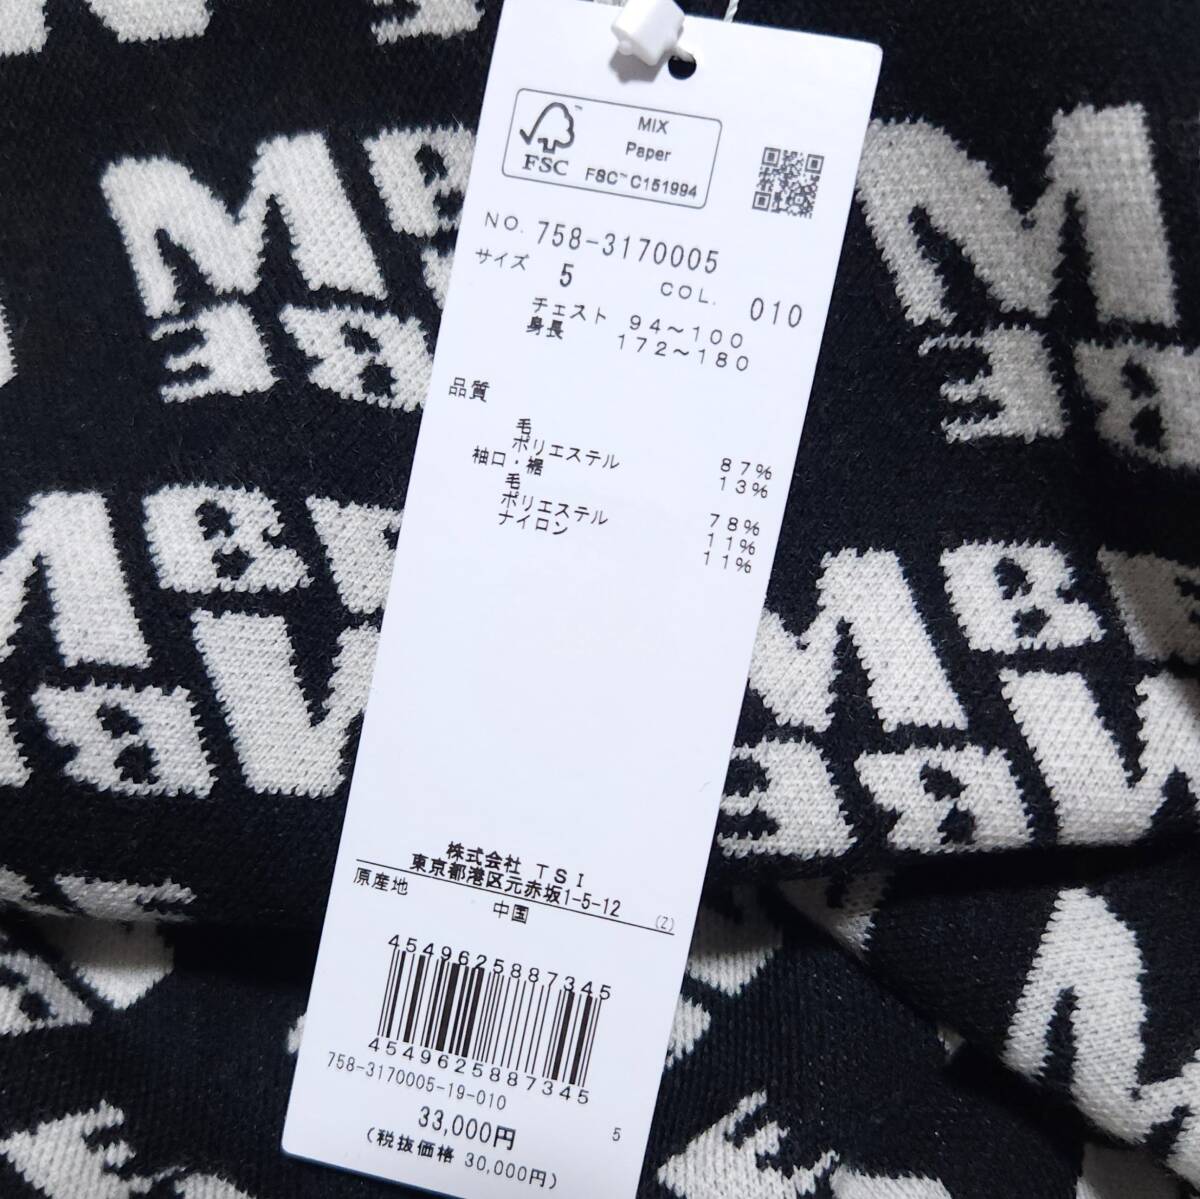 MIX
Paper
FSC™ C151994
FSC
NO. 758-3170005
サイズ 5 COL. 010
チェスト 94～100
身長 172～180
品質
毛 87%
ポリエステル 13%
袖口・裾
毛 78%
ポリエステル 11%
ナイロン 11%
株式会社 TSI
東京都港区元赤坂1-5-12 (Z)
原産地 中国
4549625887345
4549625887345
758-3170005-19-010
33,000円 5
(税抜価格 30,000円)